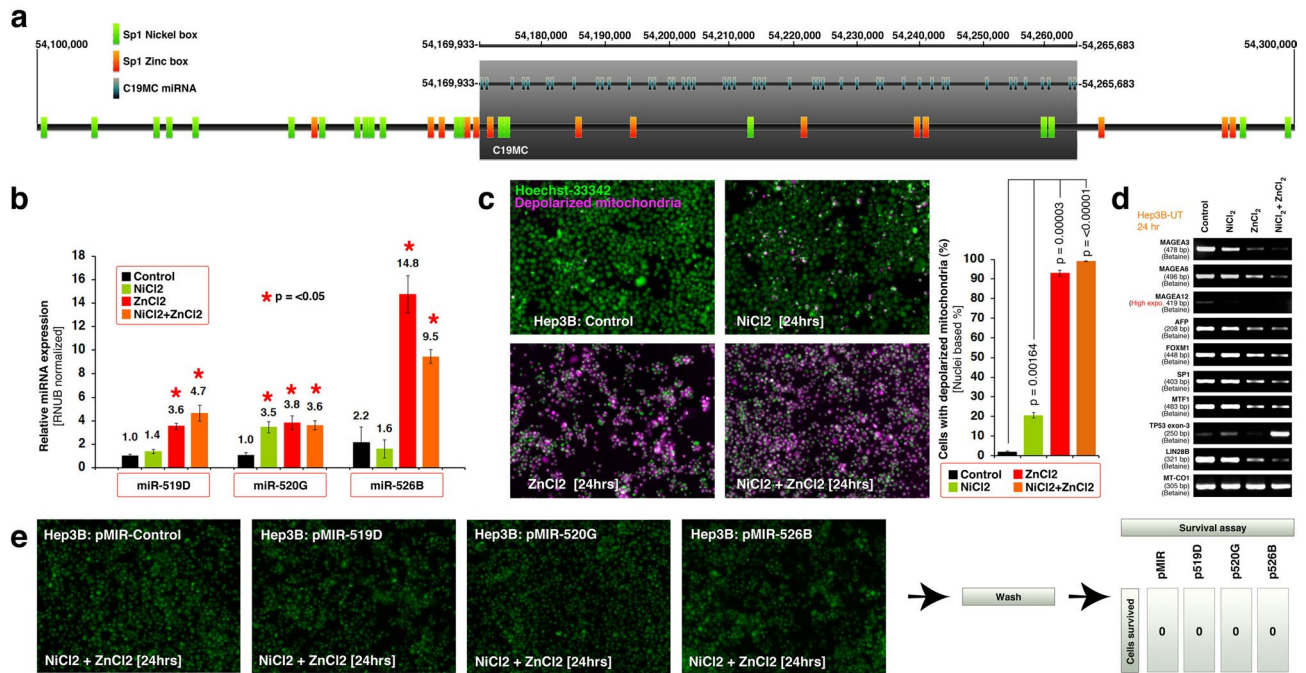 a
Sp1 Nickel box
Sp1 Zinc box
C19MC miRNA
54,100,000
54,300,000
54,180,000 54,190,000 54,200,000 54,210,000 54,220,000 54,230,000 54,240,000 54,250,000 54,260,000
54,169,933- -54,265,683
54,169,933- -54,265,683
C19MC
b
Relative miRNA expression
[RNUB normalized]
18
16
14
12
10
8
6
4
2
0
Control
NiCl2
ZnCl2
NiCl2+ZnCl2
* p = <0.05
1.0 1.4 3.6 * 4.7 *
1.0 3.5 * 3.8 * 3.6 *
2.2 1.6 14.8 * 9.5 *
miR-519D miR-520G miR-526B
c
Hoechst-33342
Depolarized mitochondria
Hep3B: Control
NiCl2 [24hrs]
ZnCl2 [24hrs]
NiCl2 + ZnCl2 [24hrs]
Cells with depolarized mitochondria (%)
[Nuclei based %]
100
90
80
70
60
50
40
30
20
10
0
p = 0.00164
p = 0.00003
p = <0.00001
Control
NiCl2
ZnCl2
NiCl2+ZnCl2
d
Hep3B-UT
24 hr
Control
NiCl2
ZnCl2
NiCl2 + ZnCl2
MAGEA3
(478 bp)
(Betaine)
MAGEA6
(496 bp)
(Betaine)
MAGEA12
(High expo. 419 bp)
(Betaine)
AFP
(208 bp)
(Betaine)
FOXM1
(448 bp)
(Betaine)
SP1
(403 bp)
(Betaine)
MTF1
(483 bp)
(Betaine)
TP53 exon-3
(250 bp)
(Betaine)
LIN28B
(321 bp)
(Betaine)
MT-CO1
(305 bp)
(Betaine)
e
Hep3B: pMIR-Control
NiCl2 + ZnCl2 [24hrs]
Hep3B: pMIR-519D
NiCl2 + ZnCl2 [24hrs]
Hep3B: pMIR-520G
NiCl2 + ZnCl2 [24hrs]
Hep3B: pMIR-526B
NiCl2 + ZnCl2 [24hrs]
Wash
Survival assay
pMIR
p519D
p520G
p526B
Cells survived
0 0 0 0